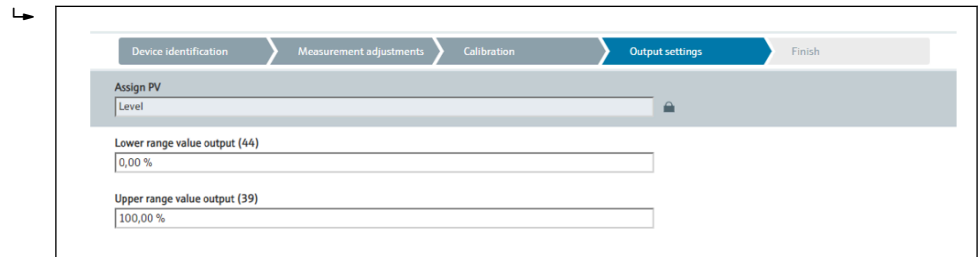 Device identification
Measurement adjustments
Calibration
Output settings
Finish
Assign PV
Level
Lower range value output (44)
0,00 %
Upper range value output (39)
100,00 %